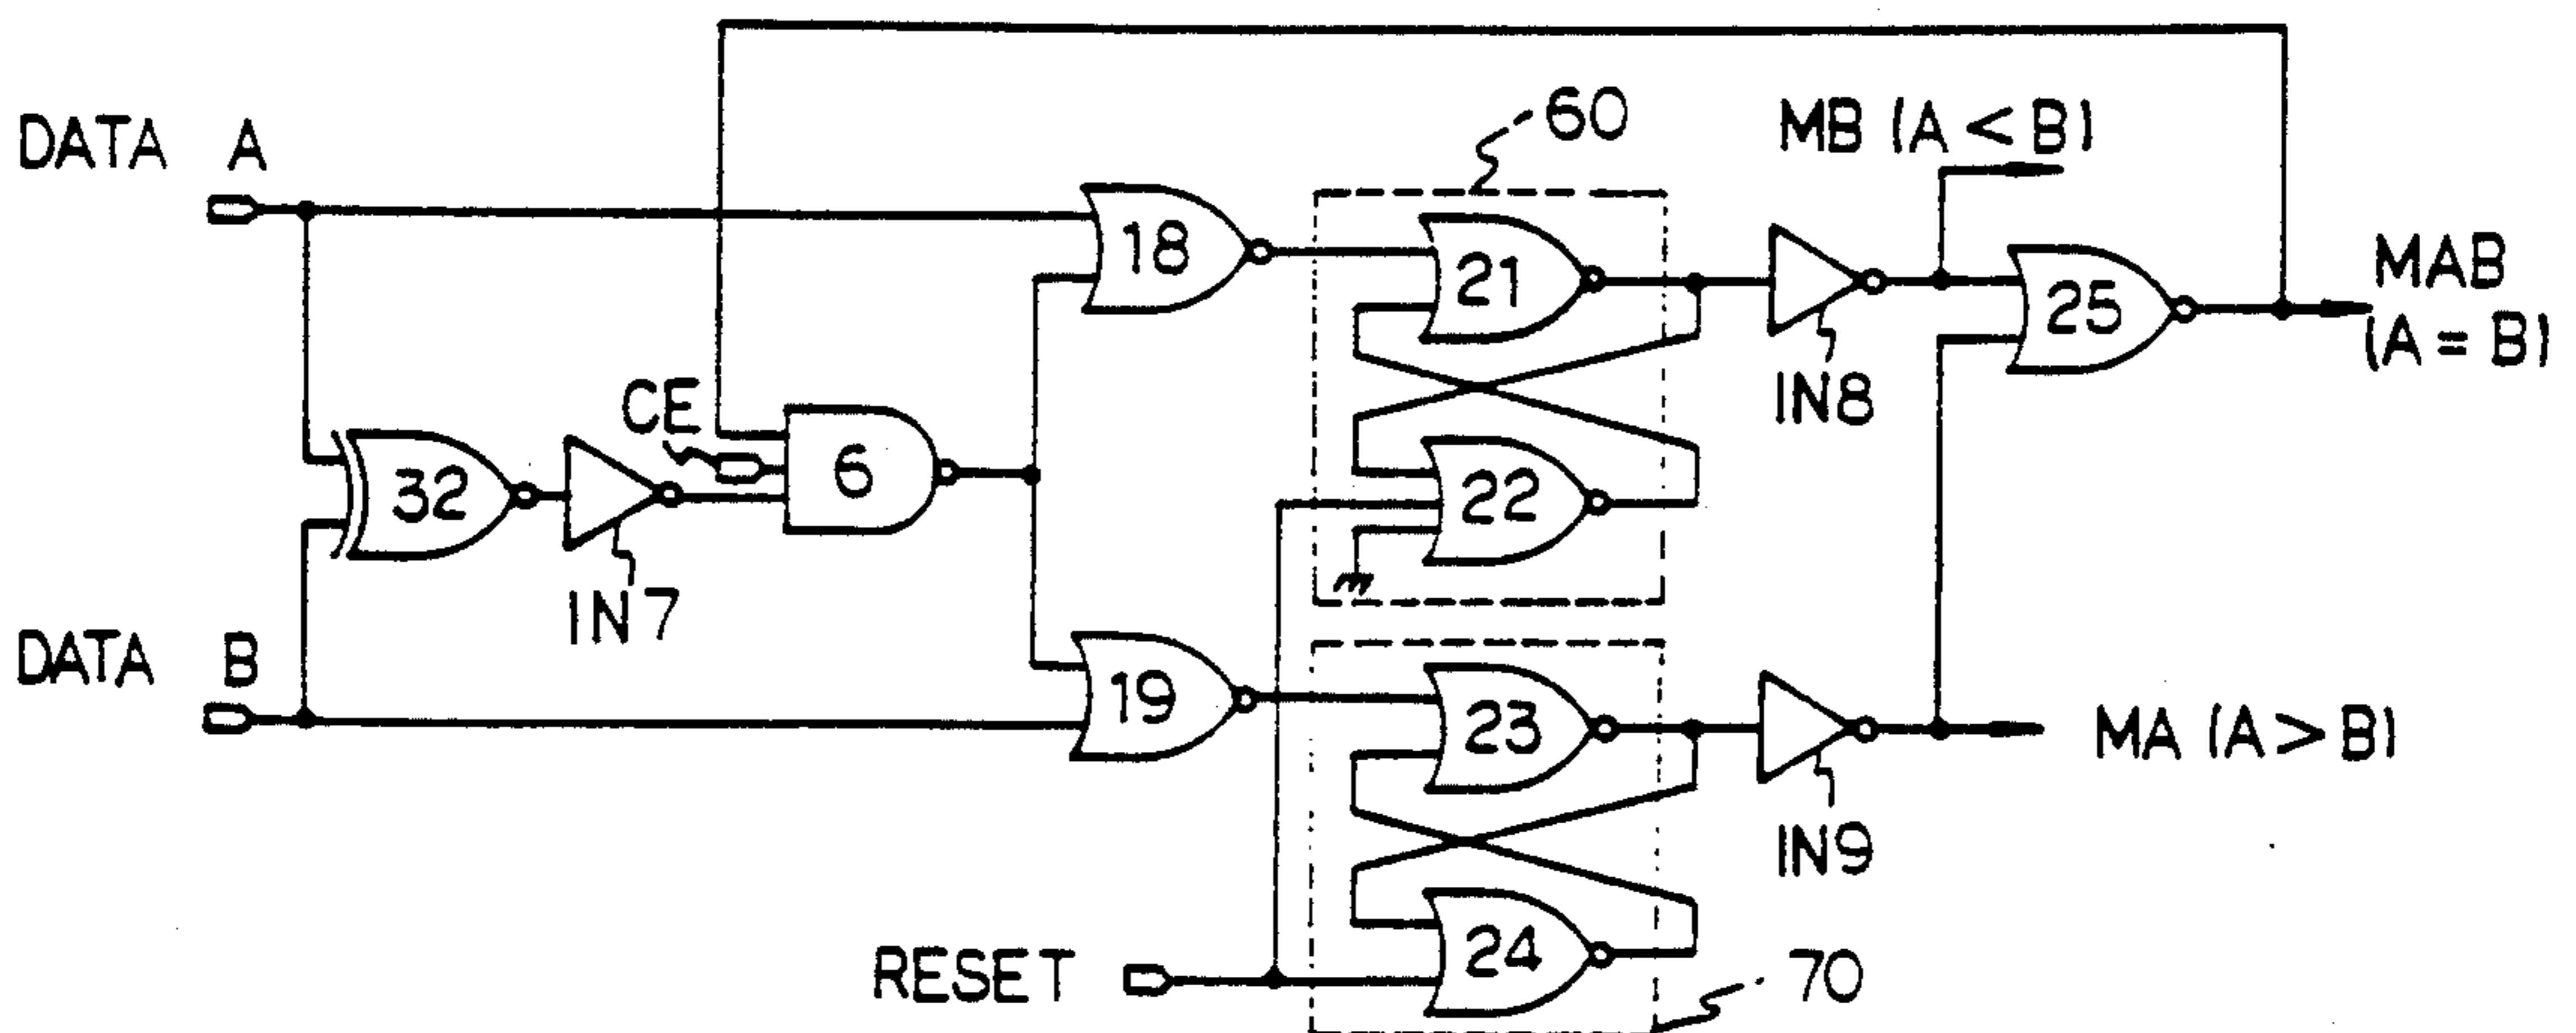 60
MB (A < B)
DATA A
18
21
25
MAB
(A = B)
CE
IN8
32
6
22
IN7
DATA B
19
23
MA (A > B)
IN9
RESET
24
70